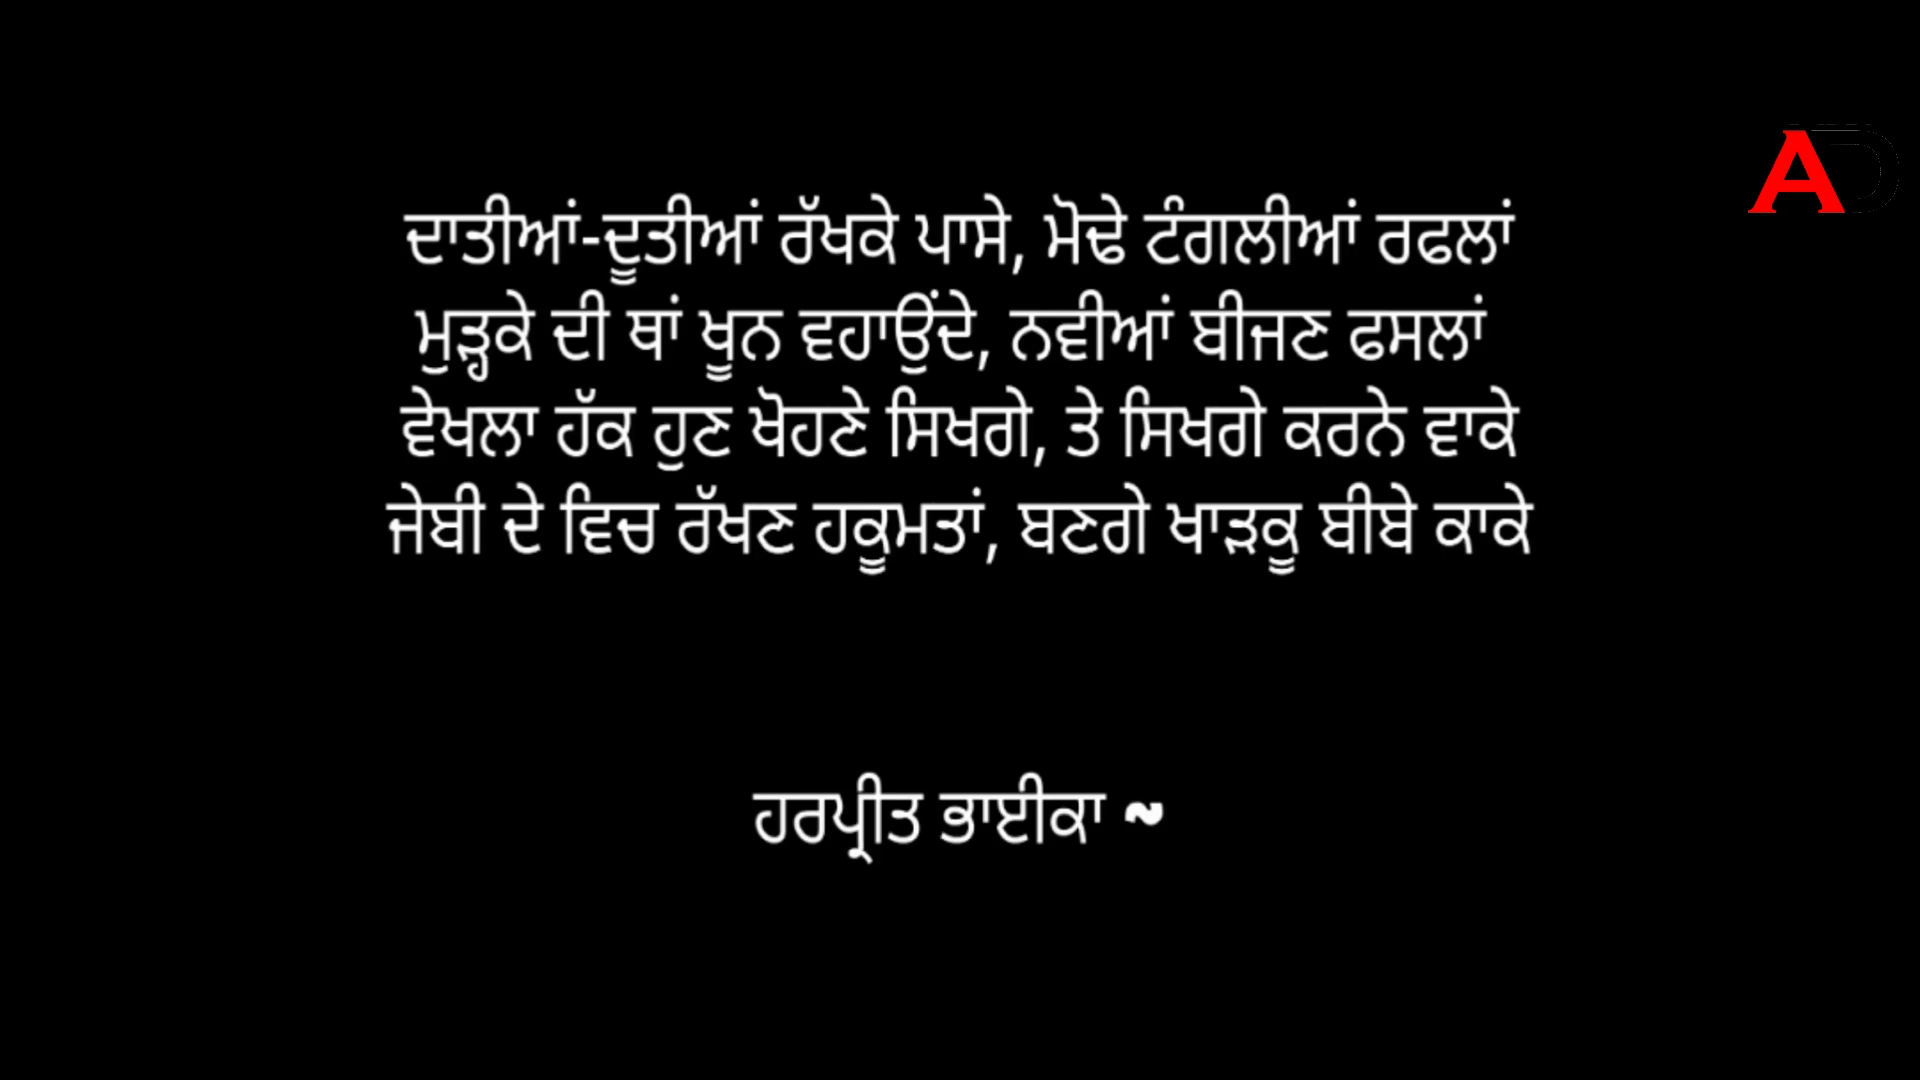 AD
ਦਾਤੀਆਂ-ਦੂਤੀਆਂ ਰੱਖਕੇ ਪਾਸੇ, ਮੋਢੇ ਟੰਗਲੀਆਂ ਰਫਲਾਂ
ਮੁੜ੍ਹਕੇ ਦੀ ਥਾਂ ਖੂਨ ਵਹਾਉਂਦੇ, ਨਵੀਆਂ ਬੀਜਣ ਫਸਲਾਂ
ਵੇਖਲਾ ਹੱਕ ਹੁਣ ਖੋਹਣੇ ਸਿਖਗੇ, ਤੇ ਸਿਖਗੇ ਕਰਨੇ ਵਾਕੇ
ਜੇਬੀ ਦੇ ਵਿਚ ਰੱਖਣ ਹਕੂਮਤਾਂ, ਬਣਗੇ ਖਾੜਕੂ ਬੀਬੇ ਕਾਕੇ
ਹਰਪ੍ਰੀਤ ਭਾਈਕਾ ~